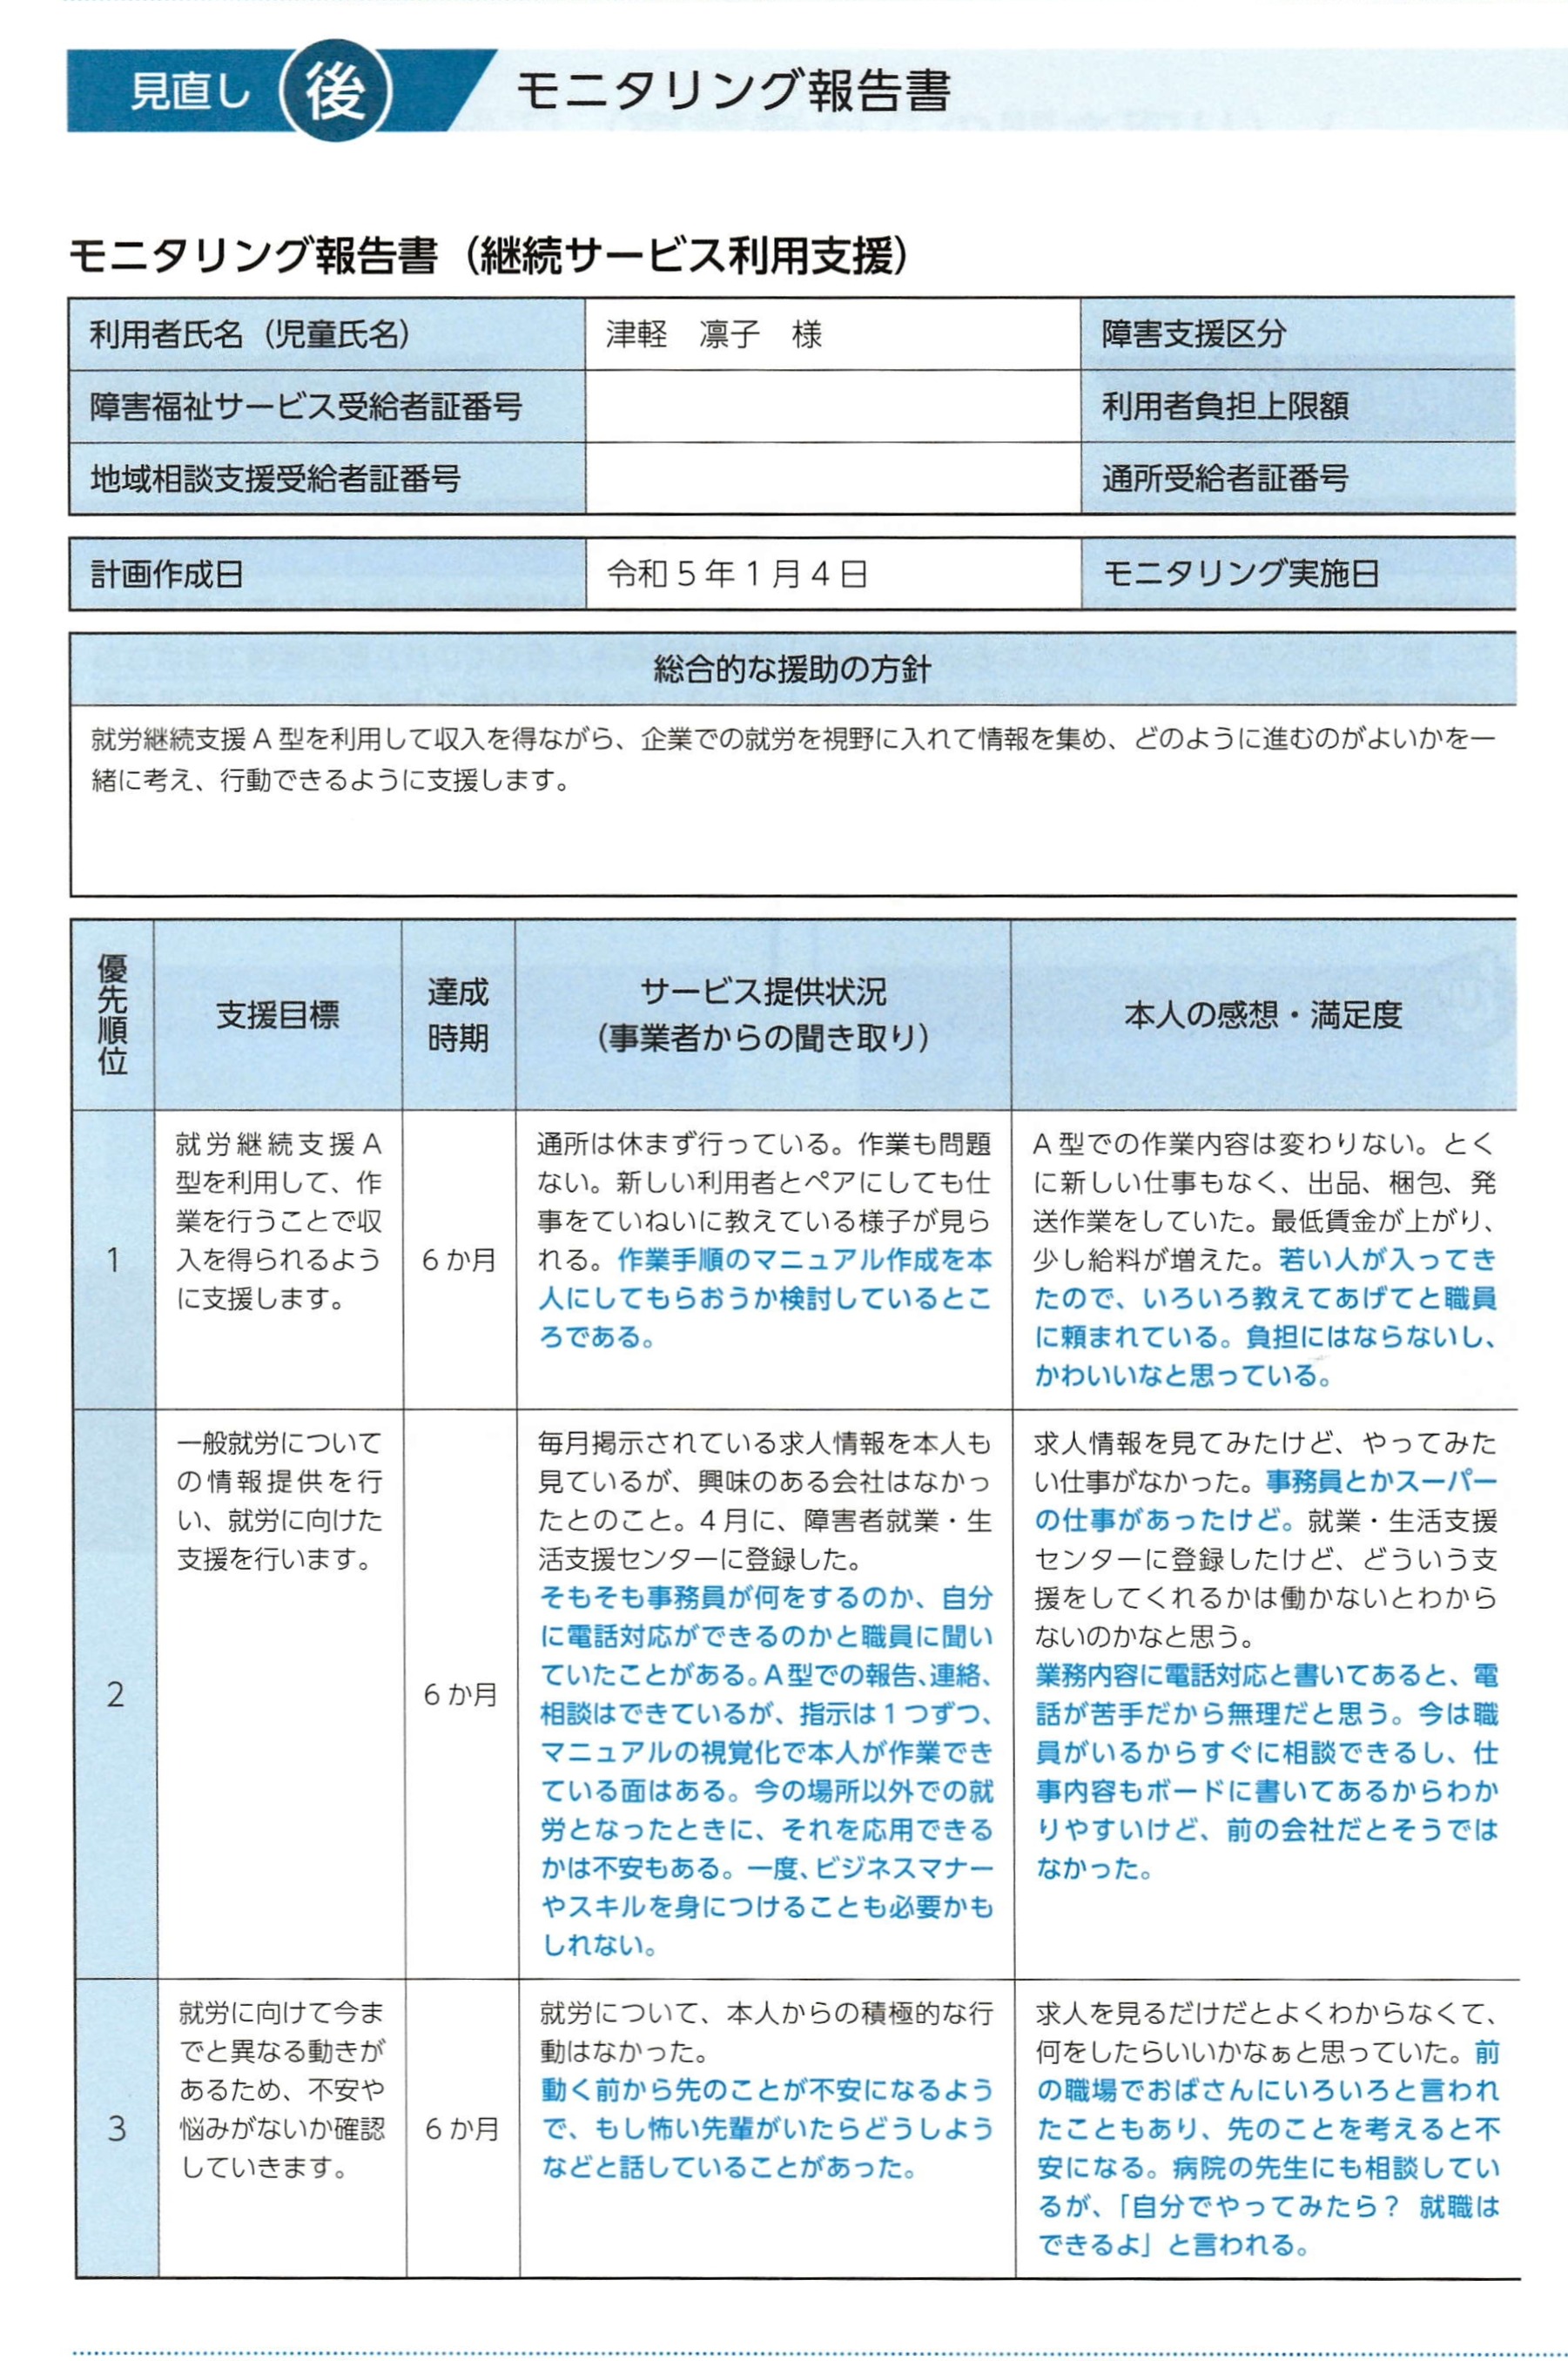 見直し 後 モニタリング報告書
モニタリング報告書（継続サービス利用支援）
利用者氏名（児童氏名） 津軽　凛子　様 障害支援区分
障害福祉サービス受給者証番号 利用者負担上限額
地域相談支援受給者証番号 通所受給者証番号
計画作成日 令和5年1月4日 モニタリング実施日
総合的な援助の方針
就労継続支援A型を利用して収入を得ながら、企業での就労を視野に入れて情報を集め、どのように進むのがよいかを一
緒に考え、行動できるように支援します。
優先順位
支援目標
達成
時期
サービス提供状況
（事業者からの聞き取り）
本人の感想・満足度
1
就労継続支援A
型を利用して、作
業を行うことで収
入を得られるよう
に支援します。
6か月
通所は休まず行っている。作業も問題
ない。新しい利用者とペアにしても仕
事をていねいに教えている様子が見ら
れる。作業手順のマニュアル作成を本
人にしてもらおうか検討しているとこ
ろである。
A型での作業内容は変わりない。とく
に新しい仕事もなく、出品、梱包、発
送作業をしていた。最低賃金が上がり、
少し給料が増えた。若い人が入ってき
たので、いろいろ教えてあげてと職員
に頼まれている。負担にはならないし、
かわいいなと思っている。
2
一般就労について
の情報提供を行
い、就労に向けた
支援を行います。
6か月
毎月掲示されている求人情報を本人も
見ているが、興味のある会社はなかっ
たとのこと。4月に、障害者就業・生
活支援センターに登録した。
そもそも事務員が何をするのか、自分
に電話対応ができるのかと職員に聞い
ていたことがある。A型での報告、連絡、
相談はできているが、指示は1つずつ、
マニュアルの視覚化で本人が作業でき
ている面はある。今の場所以外での就
労となったときに、それを応用できる
かは不安もある。一度、ビジネスマナー
やスキルを身につけることも必要かも
しれない。
求人情報を見てみたけど、やってみた
い仕事がなかった。事務員とかスーパー
の仕事があったけど。就業・生活支援
センターに登録したけど、どういう支
援をしてくれるかは働かないとわから
ないのかなと思う。
業務内容に電話対応と書いてあると、電
話が苦手だから無理だと思う。今は職
員がいるからすぐに相談できるし、仕
事内容もボードに書いてあるからわか
りやすいけど、前の会社だとそうでは
なかった。
3
就労に向けて今ま
でと異なる動きが
あるため、不安や
悩みがないか確認
していきます。
6か月
就労について、本人からの積極的な行
動はなかった。
動く前から先のことが不安になるよう
で、もし怖い先輩がいたらどうしよう
などと話していることがあった。
求人を見るだけだとよくわからなくて、
何をしたらいいかなぁと思っていた。前
の職場でおばさんにいろいろと言われ
たこともあり、先のことを考えると不
安になる。病院の先生にも相談してい
るが、「自分でやってみたら？ 就職は
できるよ」と言われる。